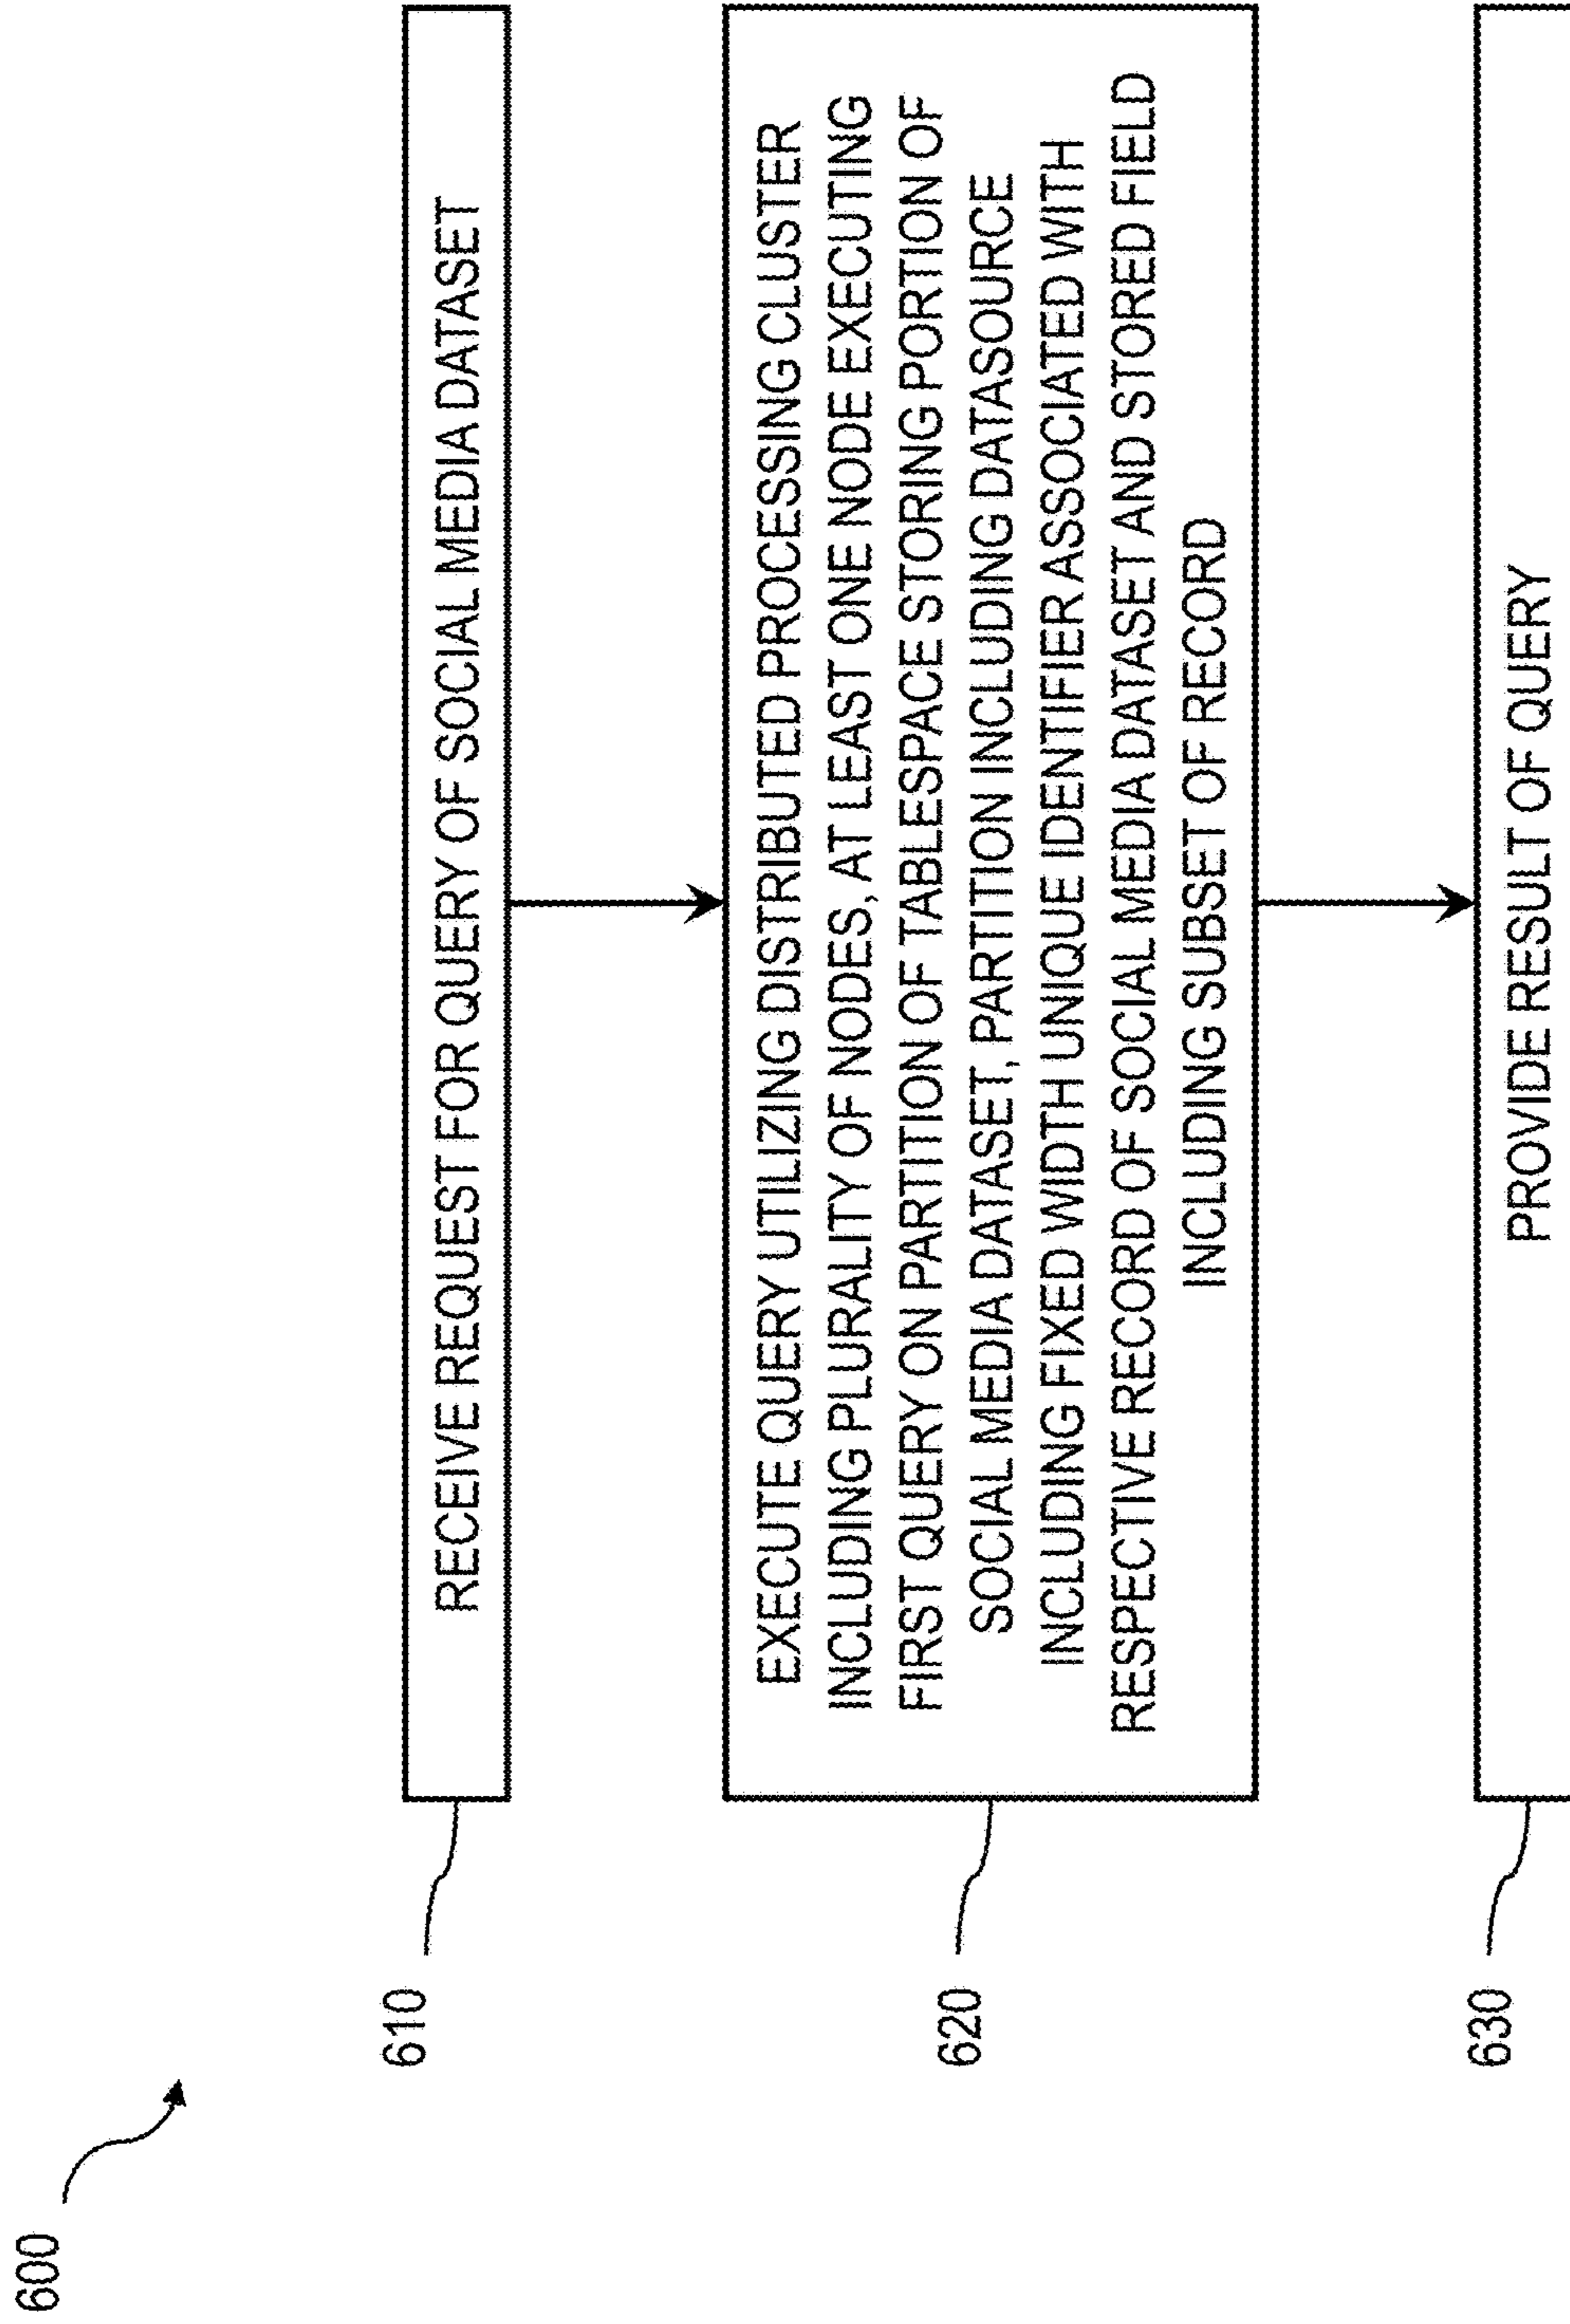 600
610
RECEIVE REQUEST FOR QUERY OF SOCIAL MEDIA DATASET
620
EXECUTE QUERY UTILIZING DISTRIBUTED PROCESSING CLUSTER
INCLUDING PLURALITY OF NODES, AT LEAST ONE NODE EXECUTING
FIRST QUERY ON PARTITION OF TABLESPACE STORING PORTION OF
SOCIAL MEDIA DATASET, PARTITION INCLUDING DATASOURCE
INCLUDING FIXED WIDTH UNIQUE IDENTIFIER ASSOCIATED WITH
RESPECTIVE RECORD OF SOCIAL MEDIA DATASET AND STORED FIELD
INCLUDING SUBSET OF RECORD
630
PROVIDE RESULT OF QUERY